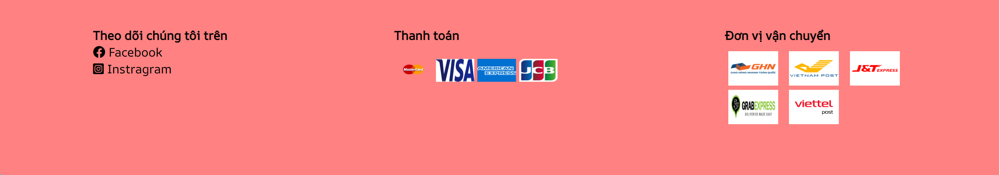 Theo dõi chúng tôi trên
Facebook
Instragram
Thanh toán
MasterCard
VISA
AMERICAN
EXPRESS
JCB
Đơn vị vận chuyển
GHN
GIAO HÀNG NHANH TOÀN QUỐC
VIETNAM POST
J&T EXPRESS
GRABEXPRESS
DELIVERIES MADE EASY
viettel
post